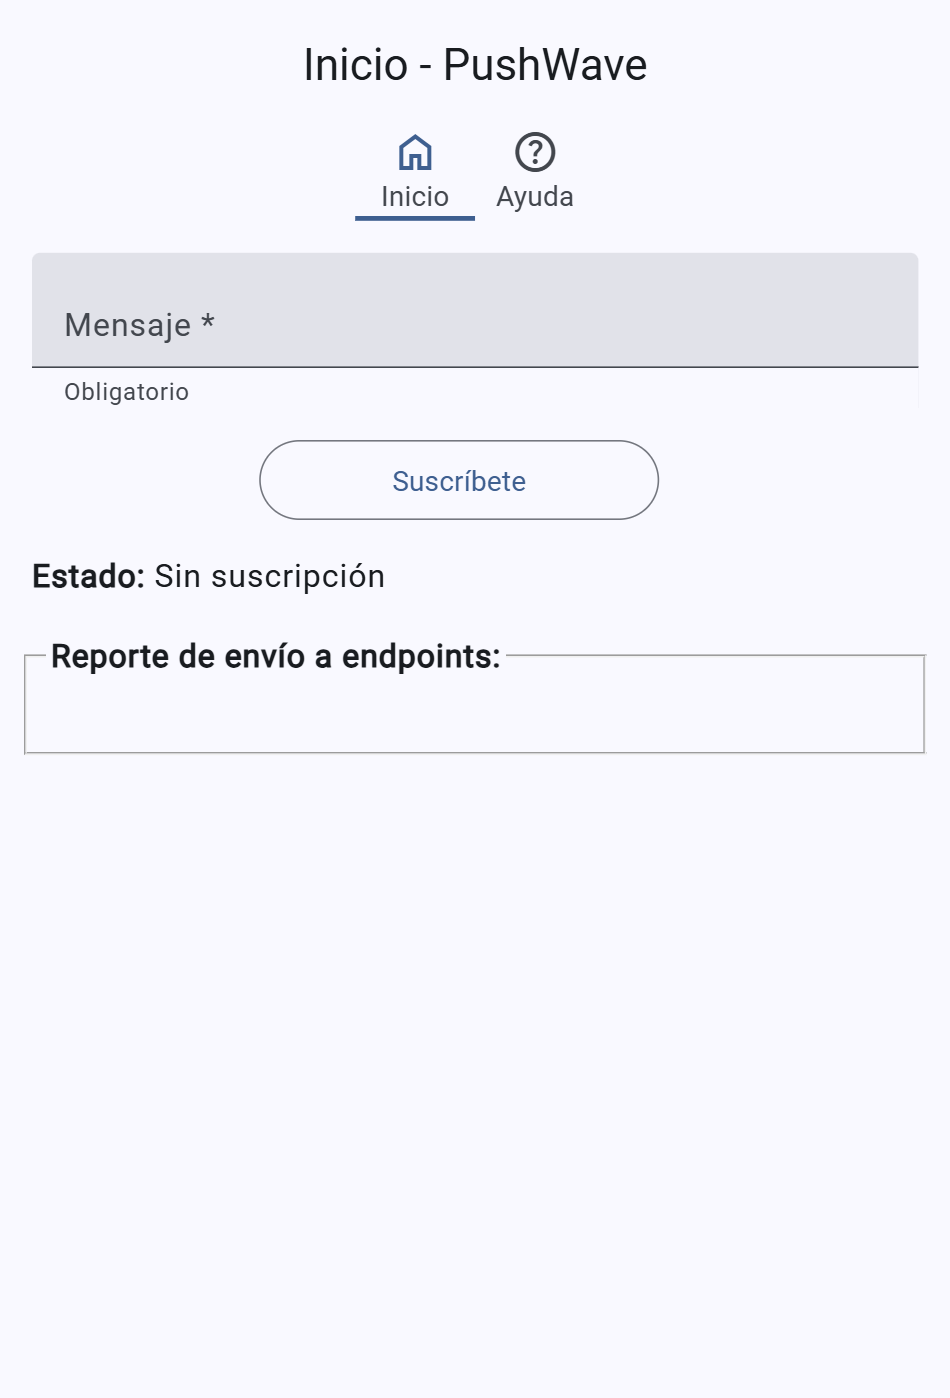 Inicio - PushWave
Inicio Ayuda
Mensaje *
Obligatorio
Suscríbete
Estado: Sin suscripción
Reporte de envío a endpoints: